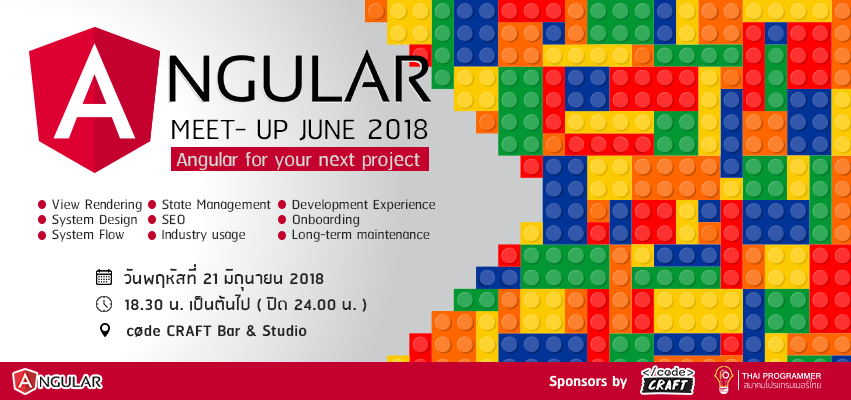 ANGULAR
MEET- UP JUNE 2018
Angular for your next project
View Rendering
State Management
Development Experience
System Design
SEO
Onboarding
System Flow
Industry usage
Long-term maintenance
วันพฤหัสที่ 21 มิถุนายน 2018
18.30 น. เป็นต้นไป ( ปิด 24.00 น. )
cøde CRAFT Bar & Studio
ANGULAR
Sponsors by
</cøde>
CRAFT
THAI PROGRAMMER
สมาคมโปรแกรมเมอร์ไทย